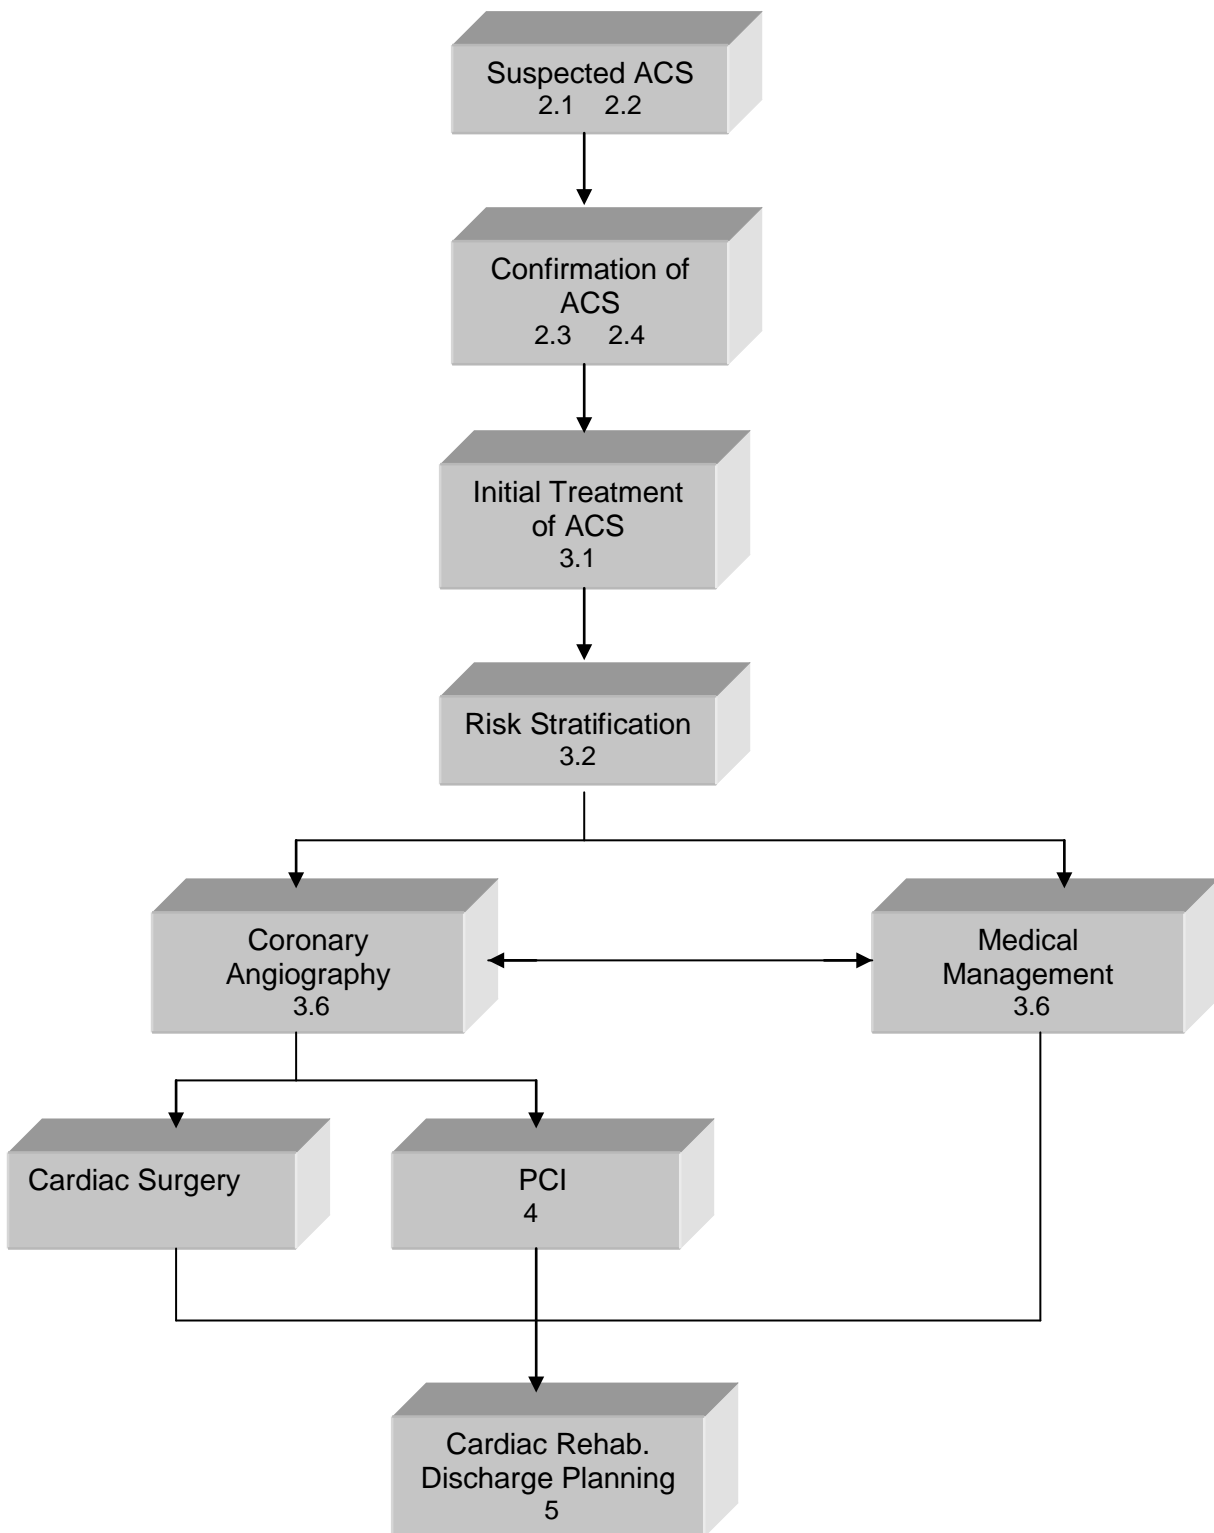 Suspected ACS
2.1 2.2
Confirmation of
ACS
2.3 2.4
Initial Treatment
of ACS
3.1
Risk Stratification
3.2
Coronary
Angiography
3.6
Medical
Management
3.6
Cardiac Surgery
PCI
4
Cardiac Rehab.
Discharge Planning
5